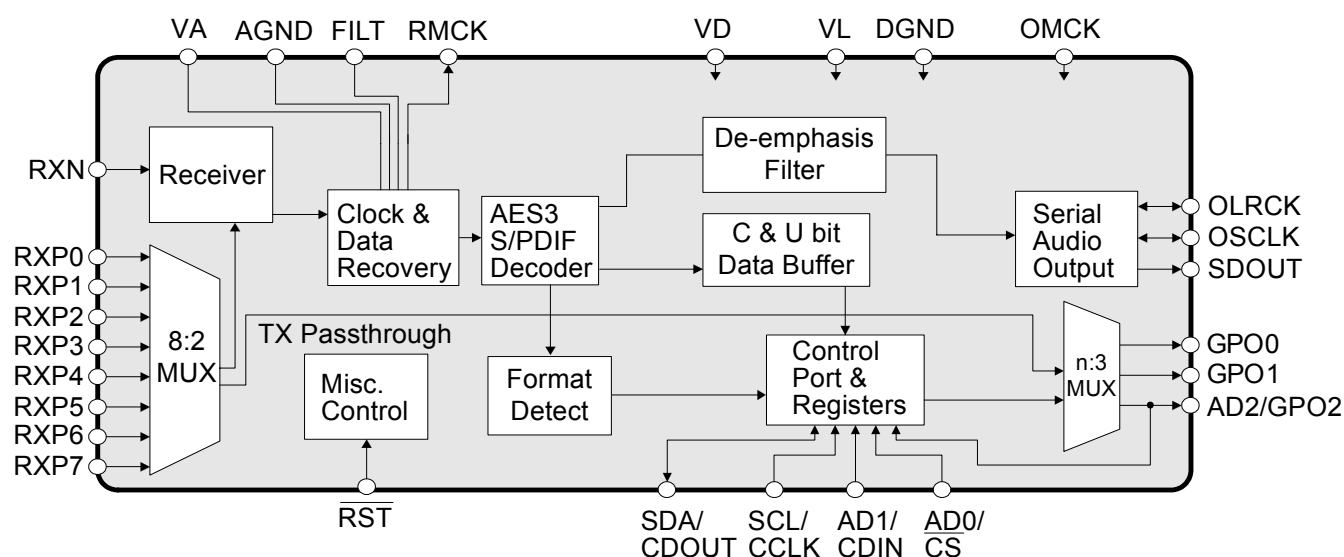 VA AGND FILT RMCK VD VL DGND OMCK
RXN
Receiver
De-emphasis
Filter
Clock &
Data
Recovery
AES3
S/PDIF
Decoder
C & U bit
Data Buffer
Serial
Audio
Output
OLRCK
OSCLK
SDOUT
RXP0
RXP1
RXP2
RXP3
RXP4
RXP5
RXP6
RXP7
8:2
MUX
TX Passthrough
Misc.
Control
Format
Detect
Control
Port &
Registers
n:3
MUX
GPO0
GPO1
AD2/GPO2
RST
SDA/
CDOUT
SCL/
CCLK
AD1/
CDIN
AD0/
CS